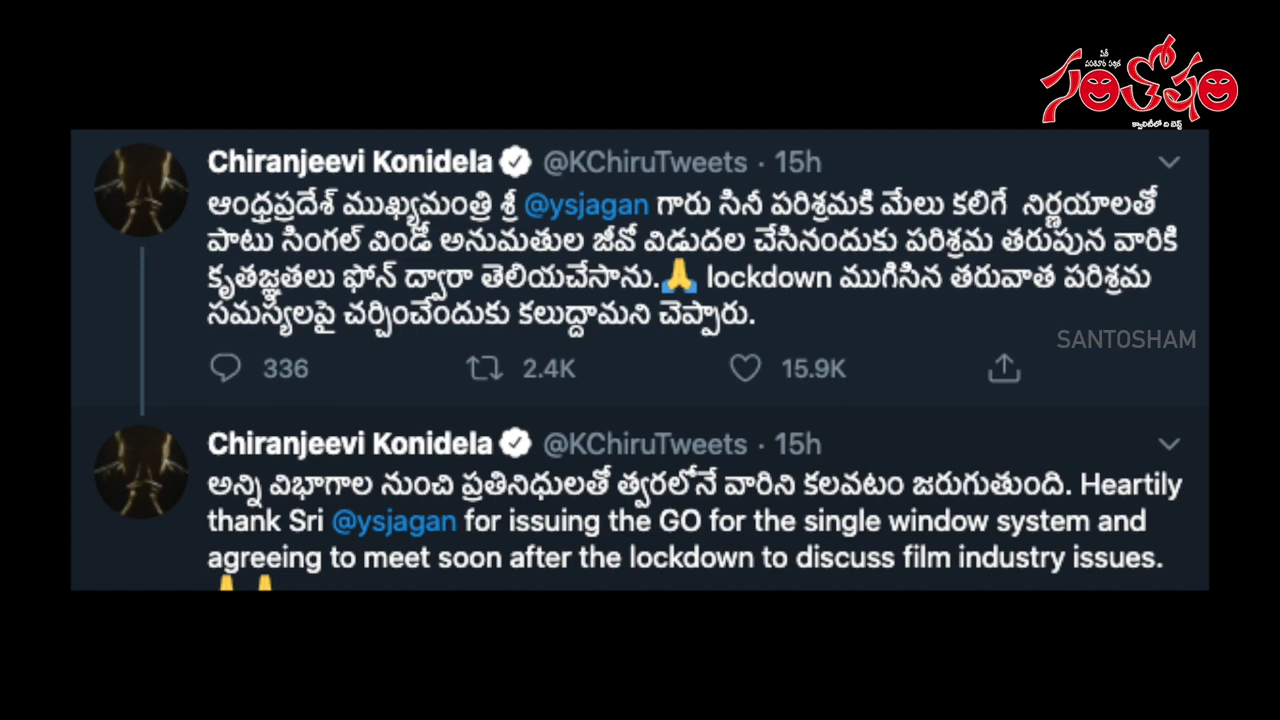 సినీ
వారపత్రిక
సంతోషం
క్వాలిటీలో ది బెస్ట్
Chiranjeevi Konidela @KChiruTweets · 15h
ఆంధ్రప్రదేశ్ ముఖ్యమంత్రి శ్రీ @ysjagan గారు సినీ పరిశ్రమకి మేలు కలిగే నిర్ణయాలతో
పాటు సింగల్ విండో అనుమతుల జీవో విడుదల చేసినందుకు పరిశ్రమ తరుపున వారికి
కృతజ్ఞతలు ఫోన్ ద్వారా తెలియచేసాను.🙏 lockdown ముగిసిన తరువాత పరిశ్రమ
సమస్యలపై చర్చించేందుకు కలుద్దామని చెప్పారు.
SANTOSHAM
336 2.4K 15.9K
Chiranjeevi Konidela @KChiruTweets · 15h
అన్ని విభాగాల నుంచి ప్రతినిధులతో త్వరలోనే వారిని కలవటం జరుగుతుంది. Heartily
thank Sri @ysjagan for issuing the GO for the single window system and
agreeing to meet soon after the lockdown to discuss film industry issues.